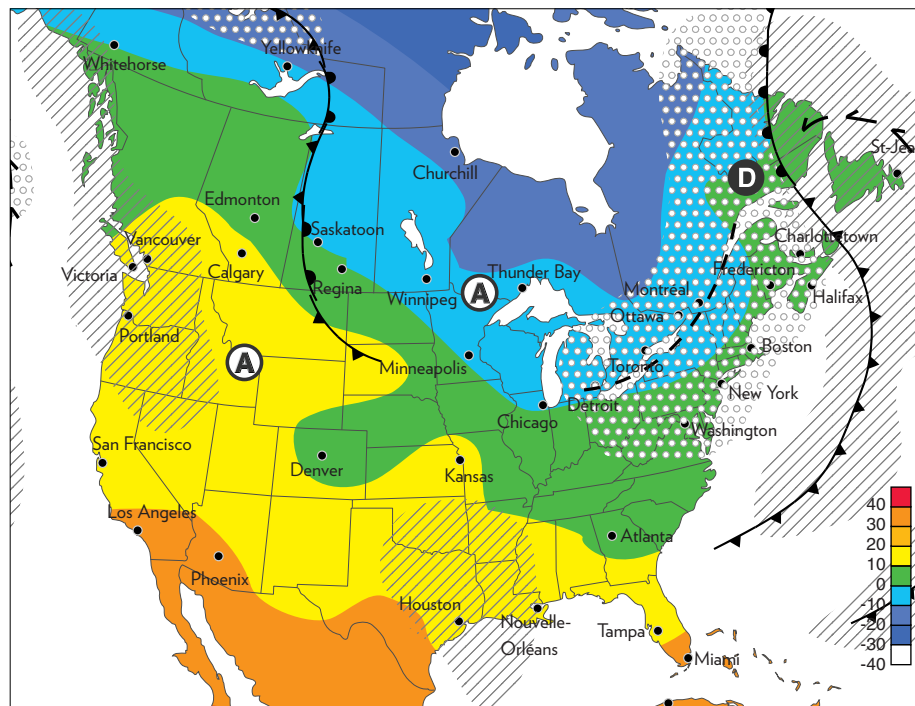 Yellowknife
Whitehorse
St-Je
Churchill
D
Edmonton
Saskatoon
Vancouver
Charlottetown
Victoria
Calgary
Regina
Winnipeg
A
Thunder Bay
Fredericton
Montréal
Halifax
Ottawa
Portland
Boston
A
Minneapolis
Toronto
New York
Detroit
Chicago
Washington
San Francisco
Denver
Kansas
Los Angeles
Atlanta
Phoenix
Houston
Nouvelle-
Orléans
Tampa
Miami
40
30
20
10
0
-10
-20
-30
-40